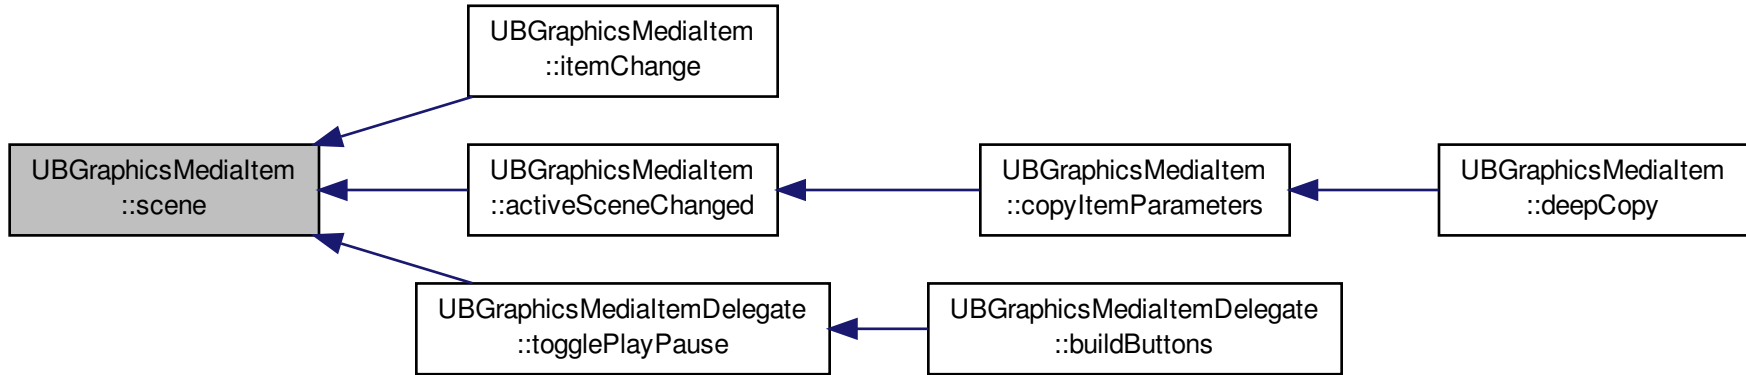 UBGraphicsMediaItem
::itemChange
UBGraphicsMediaItem
::scene
UBGraphicsMediaItem
::activeSceneChanged
UBGraphicsMediaItem
::copyItemParameters
UBGraphicsMediaItem
::deepCopy
UBGraphicsMediaItemDelegate
::togglePlayPause
UBGraphicsMediaItemDelegate
::buildButtons